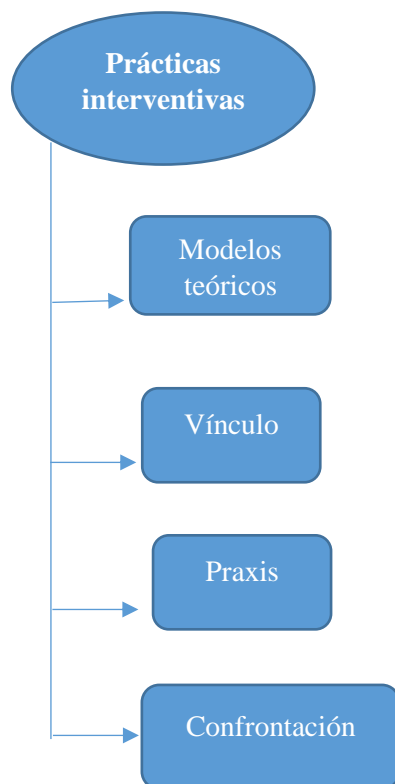 Prácticas
interventivas
Modelos
teóricos
Vínculo
Praxis
Confrontación